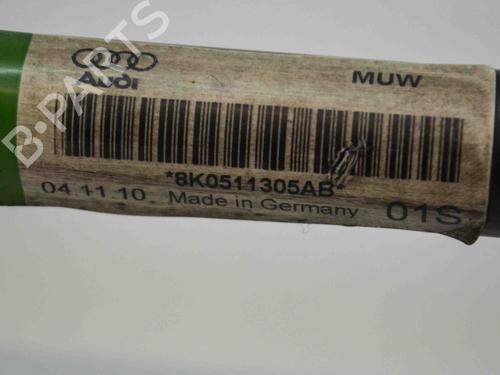 Audi
MUW
*8K0511305AB*
04.11.10.
Made in Germany
01S
B-PARTS